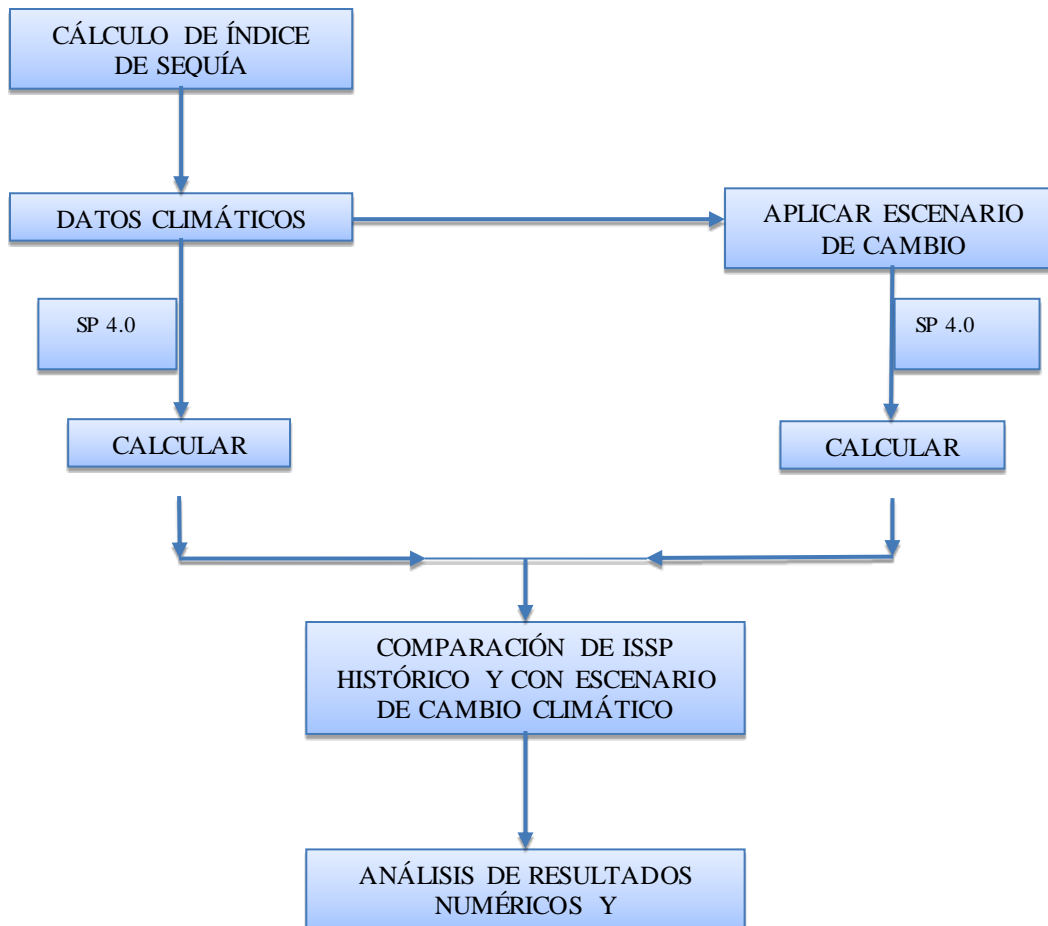 CÁLCULO DE ÍNDICE
DE SEQUÍA
DATOS CLIMÁTICOS
APLICAR ESCENARIO
DE CAMBIO
SP 4.0
SP 4.0
CALCULAR
CALCULAR
COMPARACIÓN DE ISSP
HISTÓRICO Y CON ESCENARIO
DE CAMBIO CLIMÁTICO
ANÁLISIS DE RESULTADOS
NUMÉRICOS Y